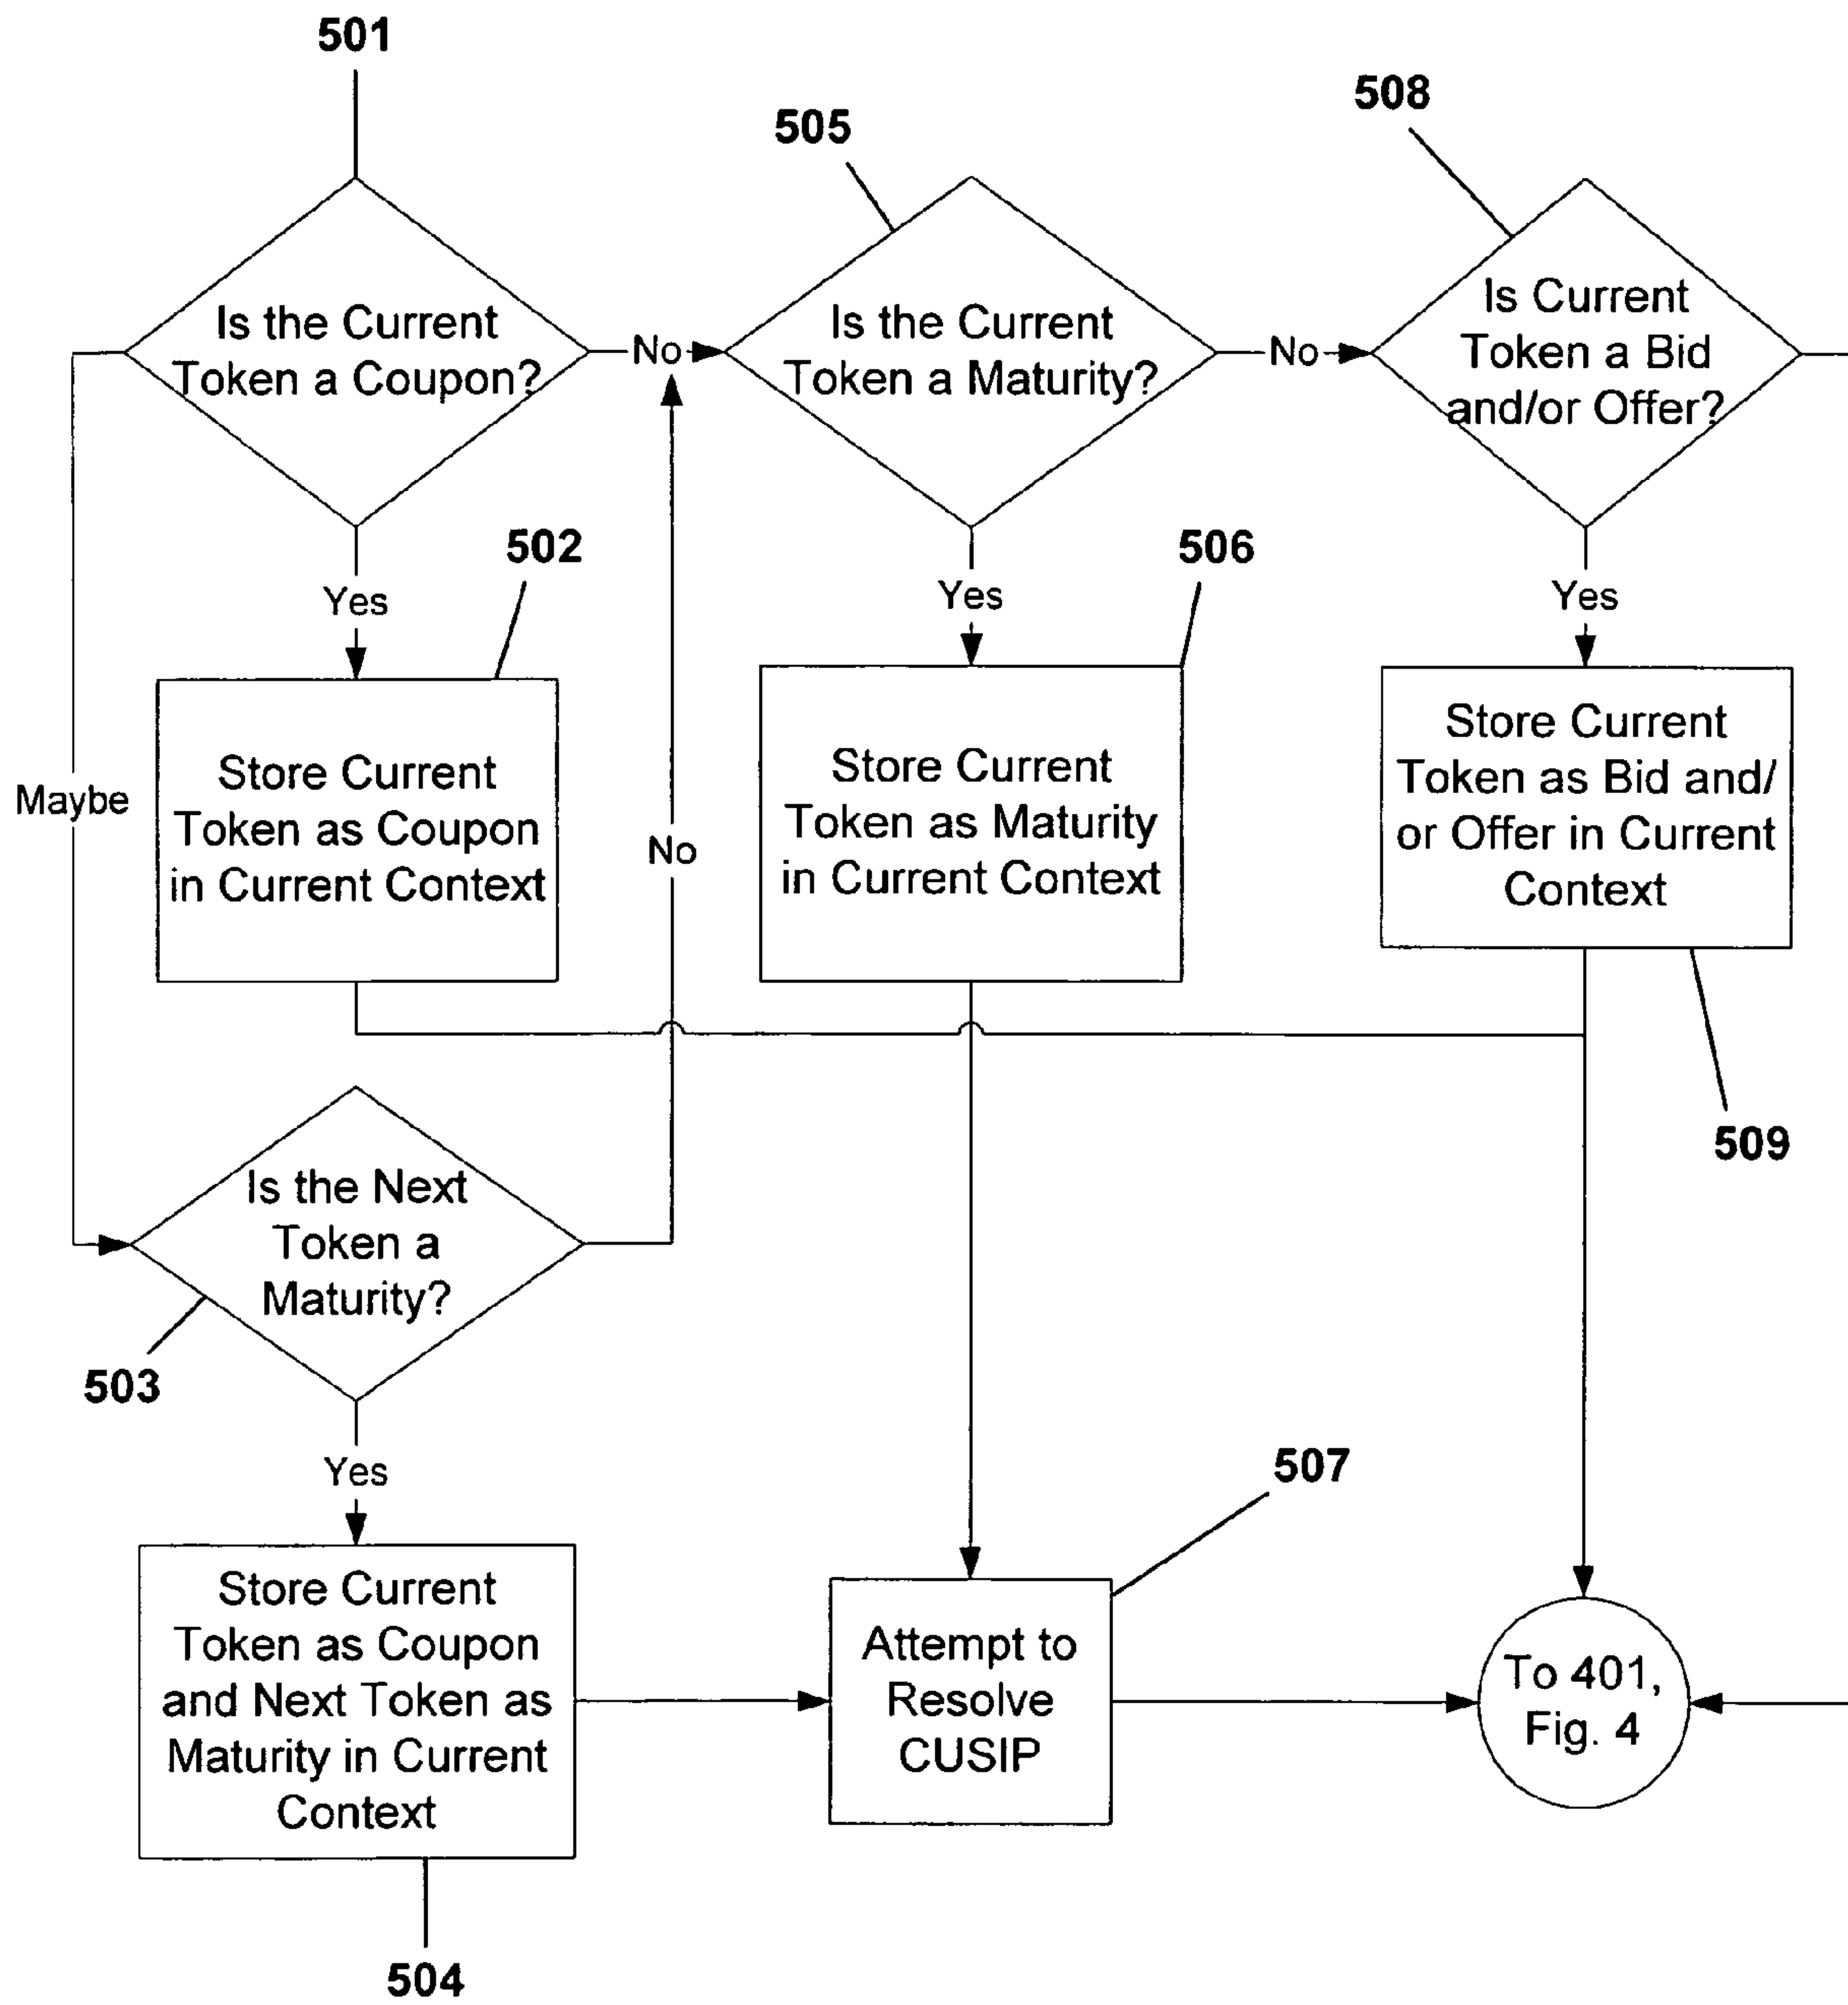 501
505
508
Is the Current
Token a Coupon?
No
Is the Current
Token a Maturity?
No
Is Current
Token a Bid
and/or Offer?
Yes
502
Yes
506
Yes
Maybe
Store Current
Token as Coupon
in Current Context
No
Store Current
Token as Maturity
in Current Context
Store Current
Token as Bid and/
or Offer in Current
Context
509
Is the Next
Token a
Maturity?
503
Yes
507
Store Current
Token as Coupon
and Next Token as
Maturity in Current
Context
Attempt to
Resolve
CUSIP
To 401,
Fig. 4
504